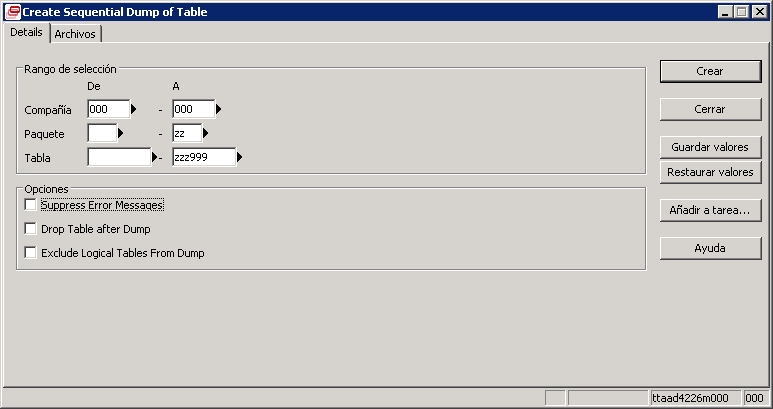 Create Sequential Dump of Table
Details Archivos
Rango de selección
De A
Compañía 000 - 000
Paquete - zz
Tabla - zzz999
Opciones
Suppress Error Messages
Drop Table after Dump
Exclude Logical Tables From Dump
Crear
Cerrar
Guardar valores
Restaurar valores
Añadir a tarea...
Ayuda
ttaad4226m000 000